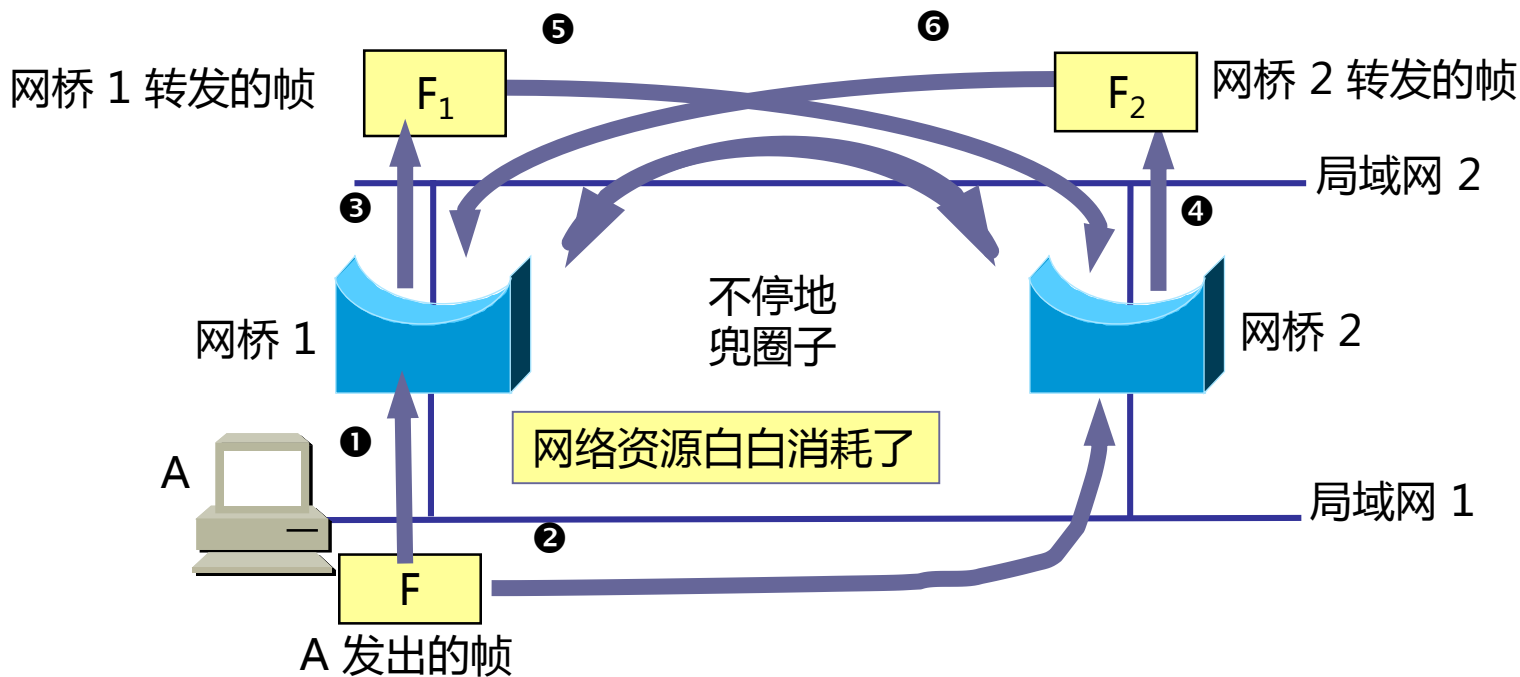 ❺
❻
网桥 1 转发的帧
F1
F2
网桥 2 转发的帧
局域网 2
❸
❹
不停地
兜圈子
网桥 1
网桥 2
❶
网络资源白白消耗了
A
局域网 1
❷
F
A 发出的帧